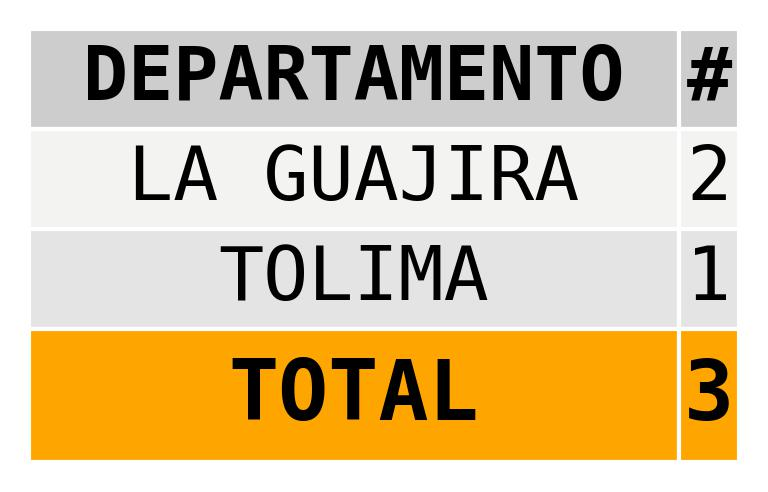 DEPARTAMENTO #
LA GUAJIRA 2
TOLIMA 1
TOTAL 3